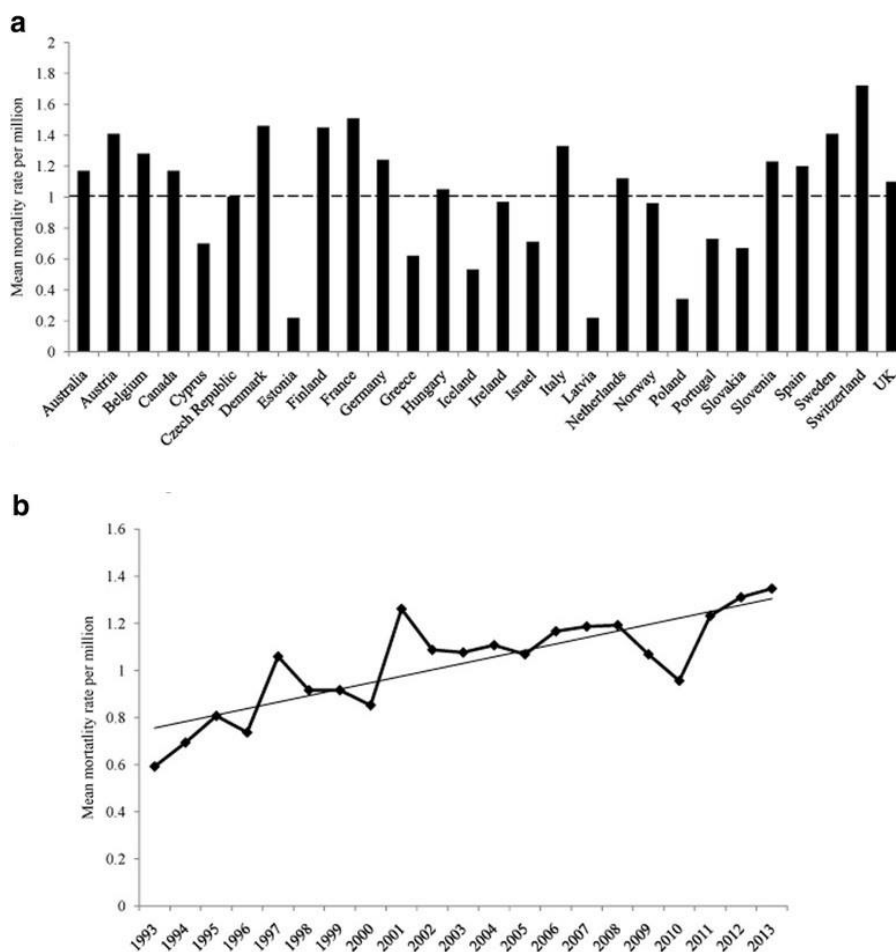 a
Mean mortality rate per million
2
1.8
1.6
1.4
1.2
1
0.8
0.6
0.4
0.2
0
Australia
Austria
Belgium
Canada
Cyprus
Czech Republic
Denmark
Estonia
Finland
France
Germany
Greece
Hungary
Iceland
Ireland
Israel
Italy
Latvia
Netherlands
Norway
Poland
Portugal
Slovakia
Slovenia
Spain
Sweden
Switzerland
UK
b
Mean mortatlity rate per million
1.6
1.4
1.2
1
0.8
0.6
0.4
0.2
0
1993
1994
1995
1996
1997
1998
1999
2000
2001
2002
2003
2004
2005
2006
2007
2008
2009
2010
2011
2012
2013